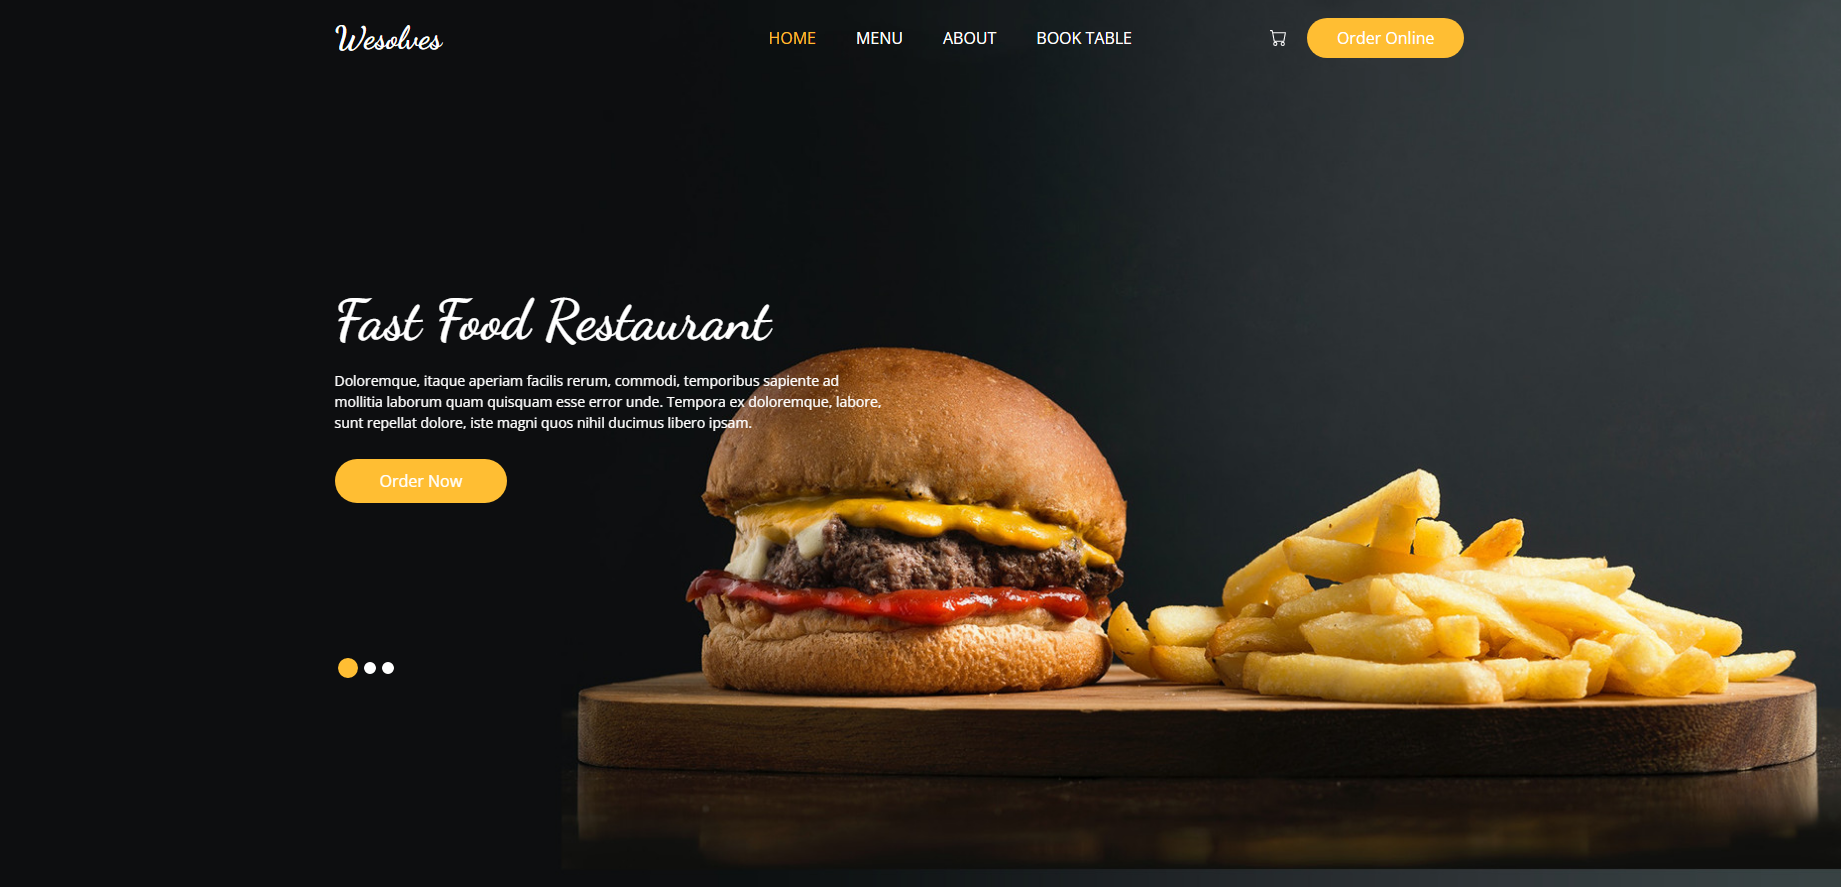 Wesolves
HOME MENU ABOUT BOOK TABLE
Order Online
Fast Food Restaurant
Doloremque, itaque aperiam facilis rerum, commodi, temporibus sapiente ad
mollitia laborum quam quisquam esse error unde. Tempora ex doloremque, labore,
sunt repellat dolore, iste magni quos nihil ducimus libero ipsam.
Order Now